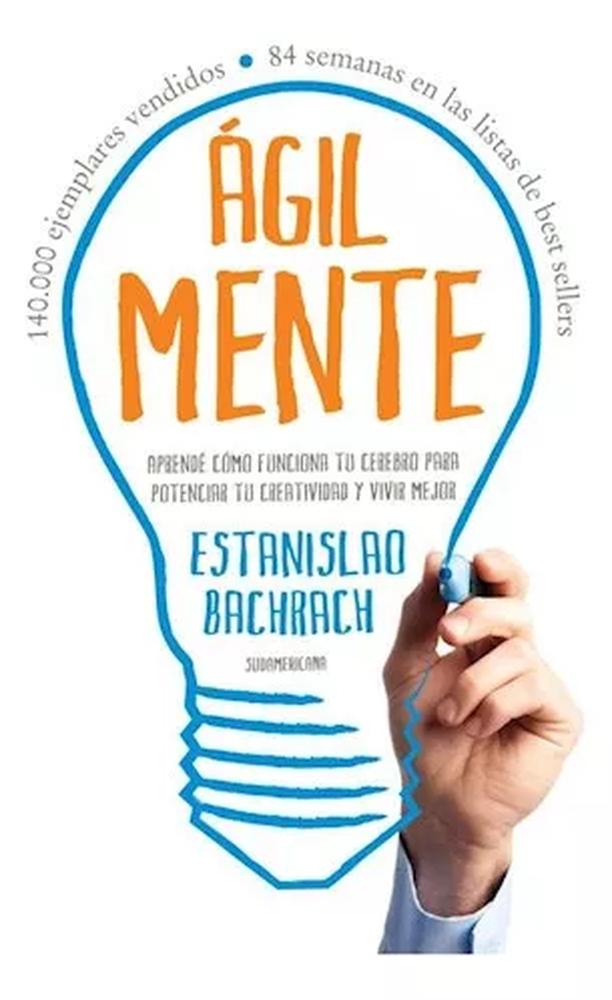 140.000 ejemplares vendidos • 84 semanas en las listas de best sellers
ÁGIL
MENTE
APRENDÉ CÓMO FUNCIONA TU CEREBRO PARA
POTENCIAR TU CREATIVIDAD Y VIVIR MEJOR
ESTANISLAO
BACHRACH
SUDAMERICANA